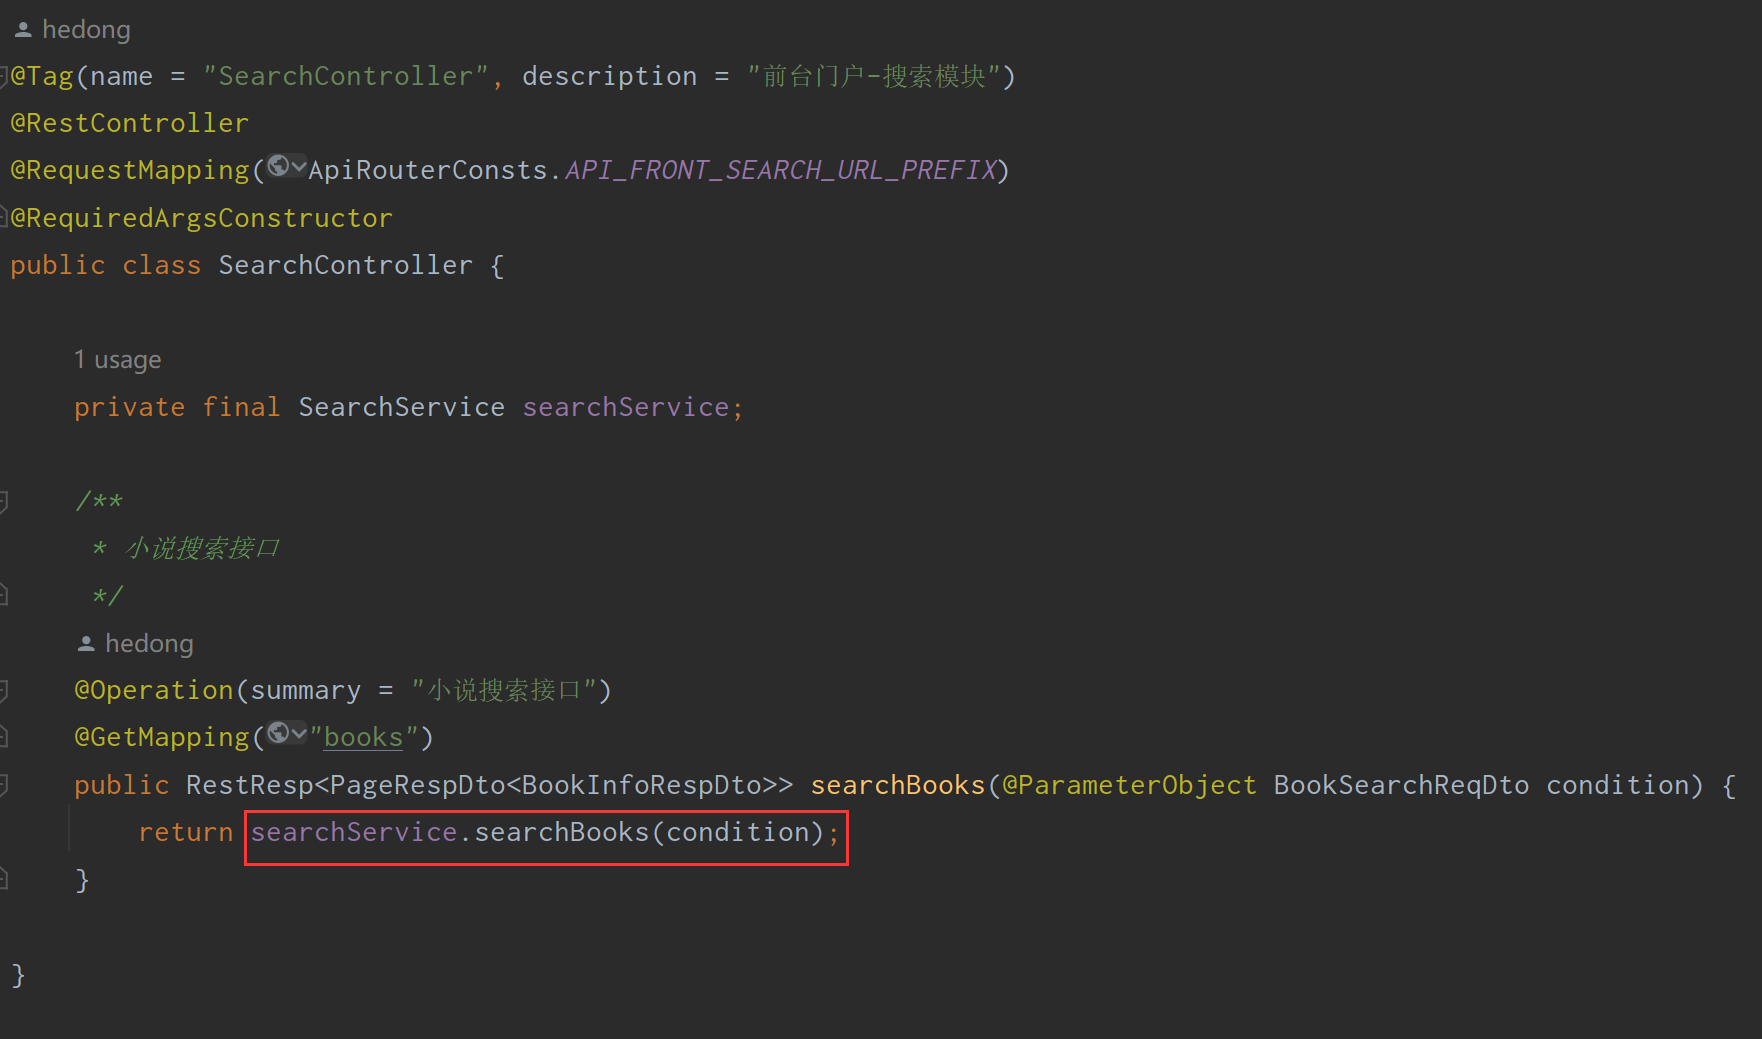 hedong
@Tag(name = "SearchController", description = "前台门户-搜索模块")
@RestController
@RequestMapping(ApiRouterConsts.API_FRONT_SEARCH_URL_PREFIX)
@RequiredArgsConstructor
public class SearchController {
1 usage
private final SearchService searchService;
/**
* 小说搜索接口
*/
hedong
@Operation(summary = "小说搜索接口")
@GetMapping("books")
public RestResp<PageRespDto<BookInfoRespDto>> searchBooks(@ParameterObject BookSearchReqDto condition) {
return searchService.searchBooks(condition);
}
}